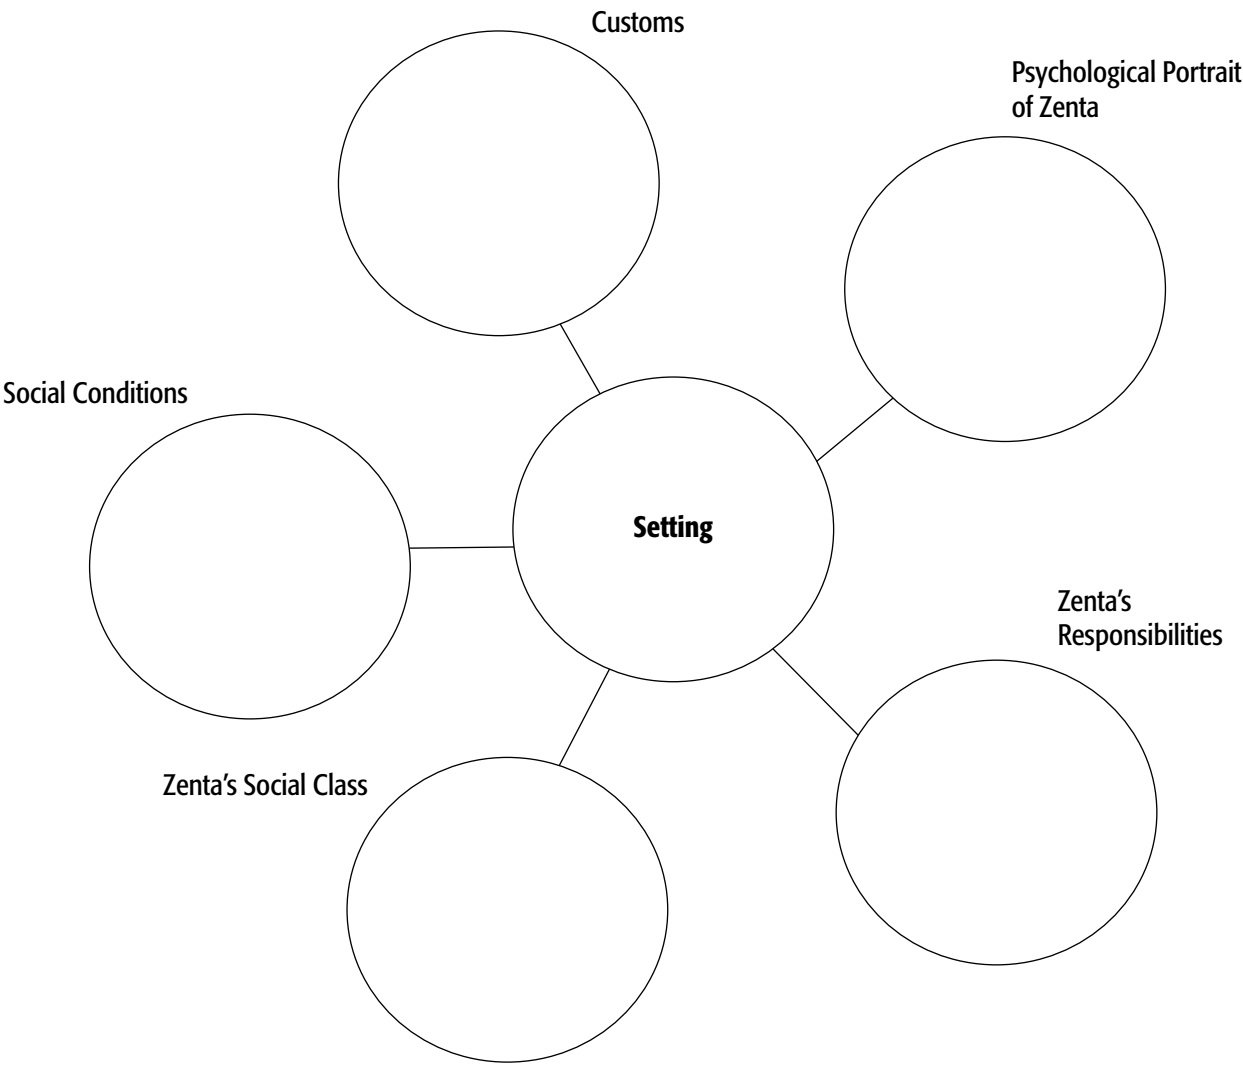 Customs
Psychological Portrait
of Zenta
Social Conditions
Setting
Zenta's
Responsibilities
Zenta's Social Class